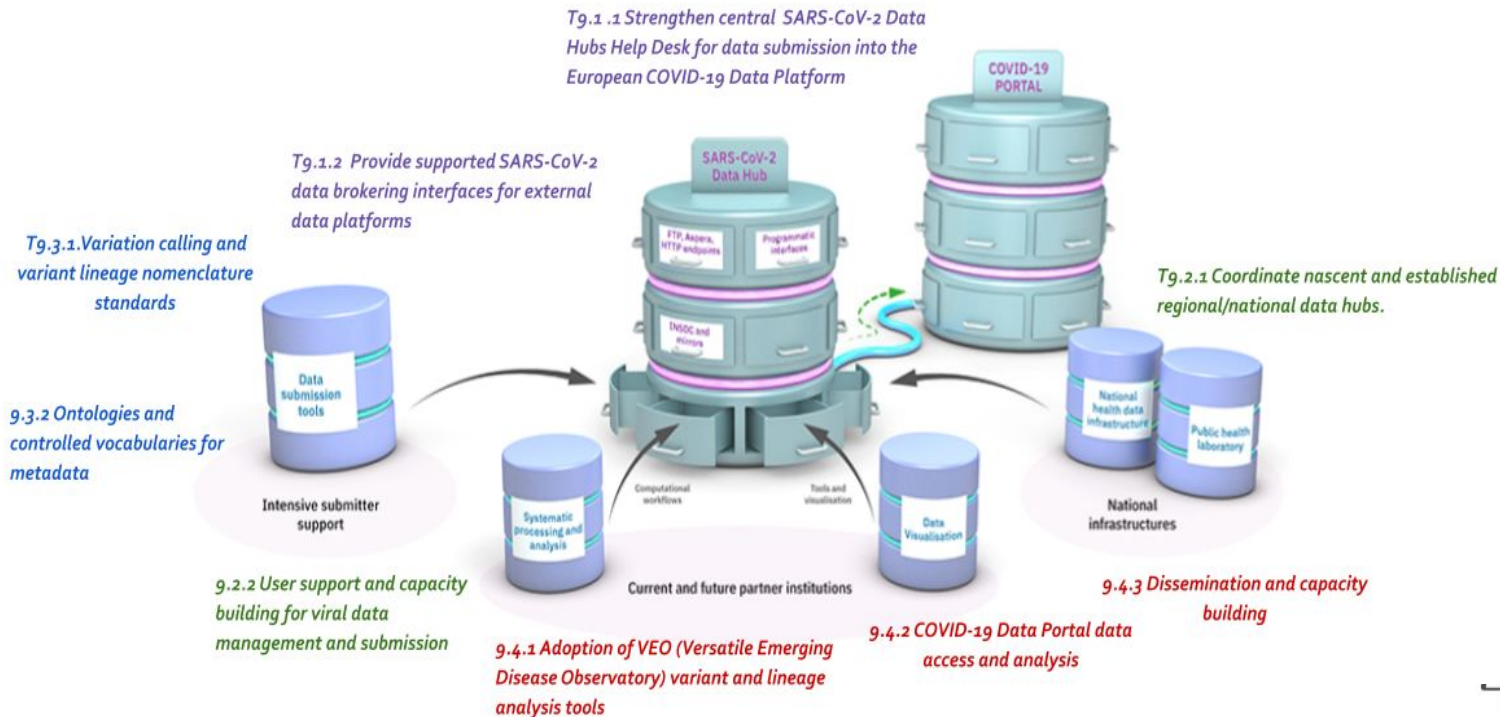 T9.1 .1 Strengthen central SARS-CoV-2 Data
Hubs Help Desk for data submission into the
European COVID-19 Data Platform
COVID-19
PORTAL
T9.1.2 Provide supported SARS-CoV-2
data brokering interfaces for external
data platforms
SARS-CoV-2
Data Hub
FTP, Aspera,
HTTP endpoints
Programmatic
interfaces
INSDC and
mirrors
T9.3.1.Variation calling and
variant lineage nomenclature
standards
T9.2.1 Coordinate nascent and established
regional/national data hubs.
Data
submission
tools
9.3.2 Ontologies and
controlled vocabularies for
metadata
National
health data
infrastructure
Public health
laboratory
Intensive submitter
support
Computational
workflows
Tools and
visualisation
National
infrastructures
Systematic
processing and
analysis
Data
Visualisation
Current and future partner institutions
9.2.2 User support and capacity
building for viral data
management and submission
9.4.1 Adoption of VEO (Versatile Emerging
Disease Observatory) variant and lineage
analysis tools
9.4.2 COVID-19 Data Portal data
access and analysis
9.4.3 Dissemination and capacity
building